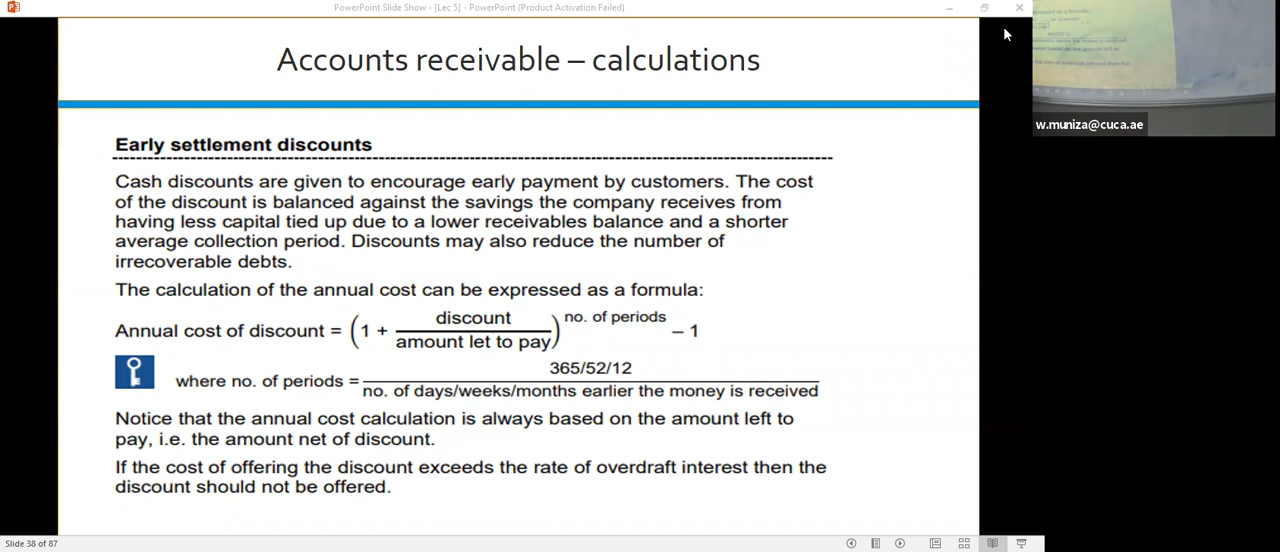 PowerPoint Slide Show - [Lec 3] - PowerPoint (Product Activation Failed)
Accounts receivable – calculations
w.muniza@cuca.ae
Early settlement discounts
Cash discounts are given to encourage early payment by customers. The cost
of the discount is balanced against the savings the company receives from
having less capital tied up due to a lower receivables balance and a shorter
average collection period. Discounts may also reduce the number of
irrecoverable debts.
The calculation of the annual cost can be expressed as a formula:
Annual cost of discount = (1 + discount / amount let to pay) no. of periods – 1
where no. of periods = 365/52/12 / no. of days/weeks/months earlier the money is received
Notice that the annual cost calculation is always based on the amount left to
pay, i.e. the amount net of discount.
If the cost of offering the discount exceeds the rate of overdraft interest then the
discount should not be offered.
Slide 38 of 87